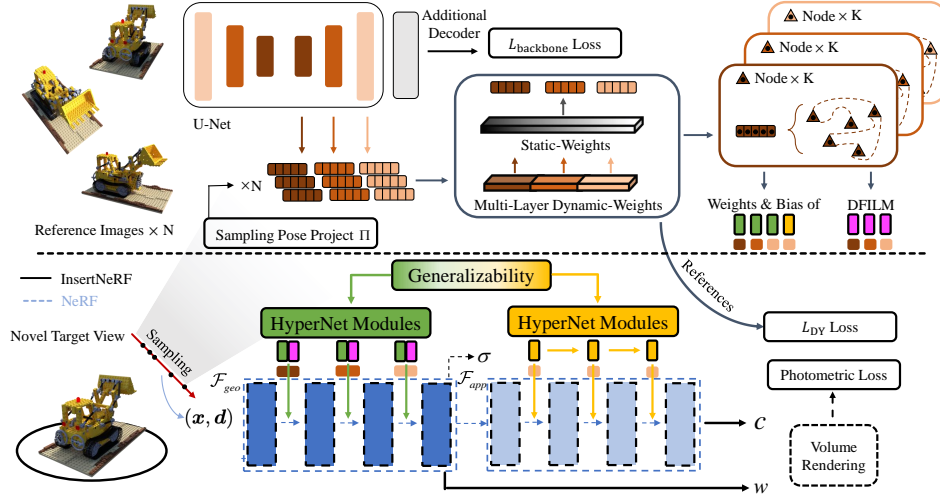 Additional
Decoder
L_backbone Loss
U-Net
Node × K
Node × K
Node × K
Static-Weights
Multi-Layer Dynamic-Weights
×N
Reference Images × N
Sampling Pose Project Π
Weights & Bias of
DFILM
InsertNeRF
NeRF
Generalizability
References
HyperNet Modules
HyperNet Modules
L_DY Loss
Novel Target View
Sampling
σ
Photometric Loss
F_geo
F_app
(x, d)
c
Volume
Rendering
w